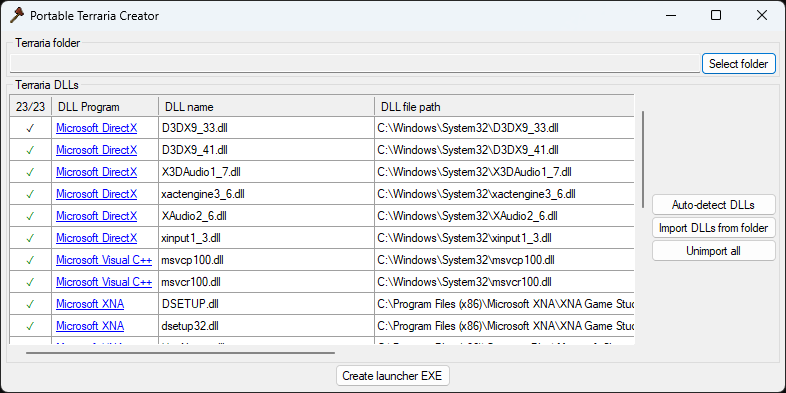 Portable Terraria Creator
Terraria folder
Select folder
Terraria DLLs
23/23 DLL Program DLL name DLL file path
✓ Microsoft DirectX D3DX9_33.dll C:\Windows\System32\D3DX9_33.dll
✓ Microsoft DirectX D3DX9_41.dll C:\Windows\System32\D3DX9_41.dll
✓ Microsoft DirectX X3DAudio1_7.dll C:\Windows\System32\X3DAudio1_7.dll
✓ Microsoft DirectX xactengine3_6.dll C:\Windows\System32\xactengine3_6.dll
✓ Microsoft DirectX XAudio2_6.dll C:\Windows\System32\XAudio2_6.dll
✓ Microsoft DirectX xinput1_3.dll C:\Windows\System32\xinput1_3.dll
✓ Microsoft Visual C++ msvcp100.dll C:\Windows\System32\msvcp100.dll
✓ Microsoft Visual C++ msvcr100.dll C:\Windows\System32\msvcr100.dll
✓ Microsoft XNA DSETUP.dll C:\Program Files (x86)\Microsoft XNA\XNA Game Stu
✓ Microsoft XNA dsetup32.dll C:\Program Files (x86)\Microsoft XNA\XNA Game Stu
Auto-detect DLLs
Import DLLs from folder
Unimport all
Create launcher EXE